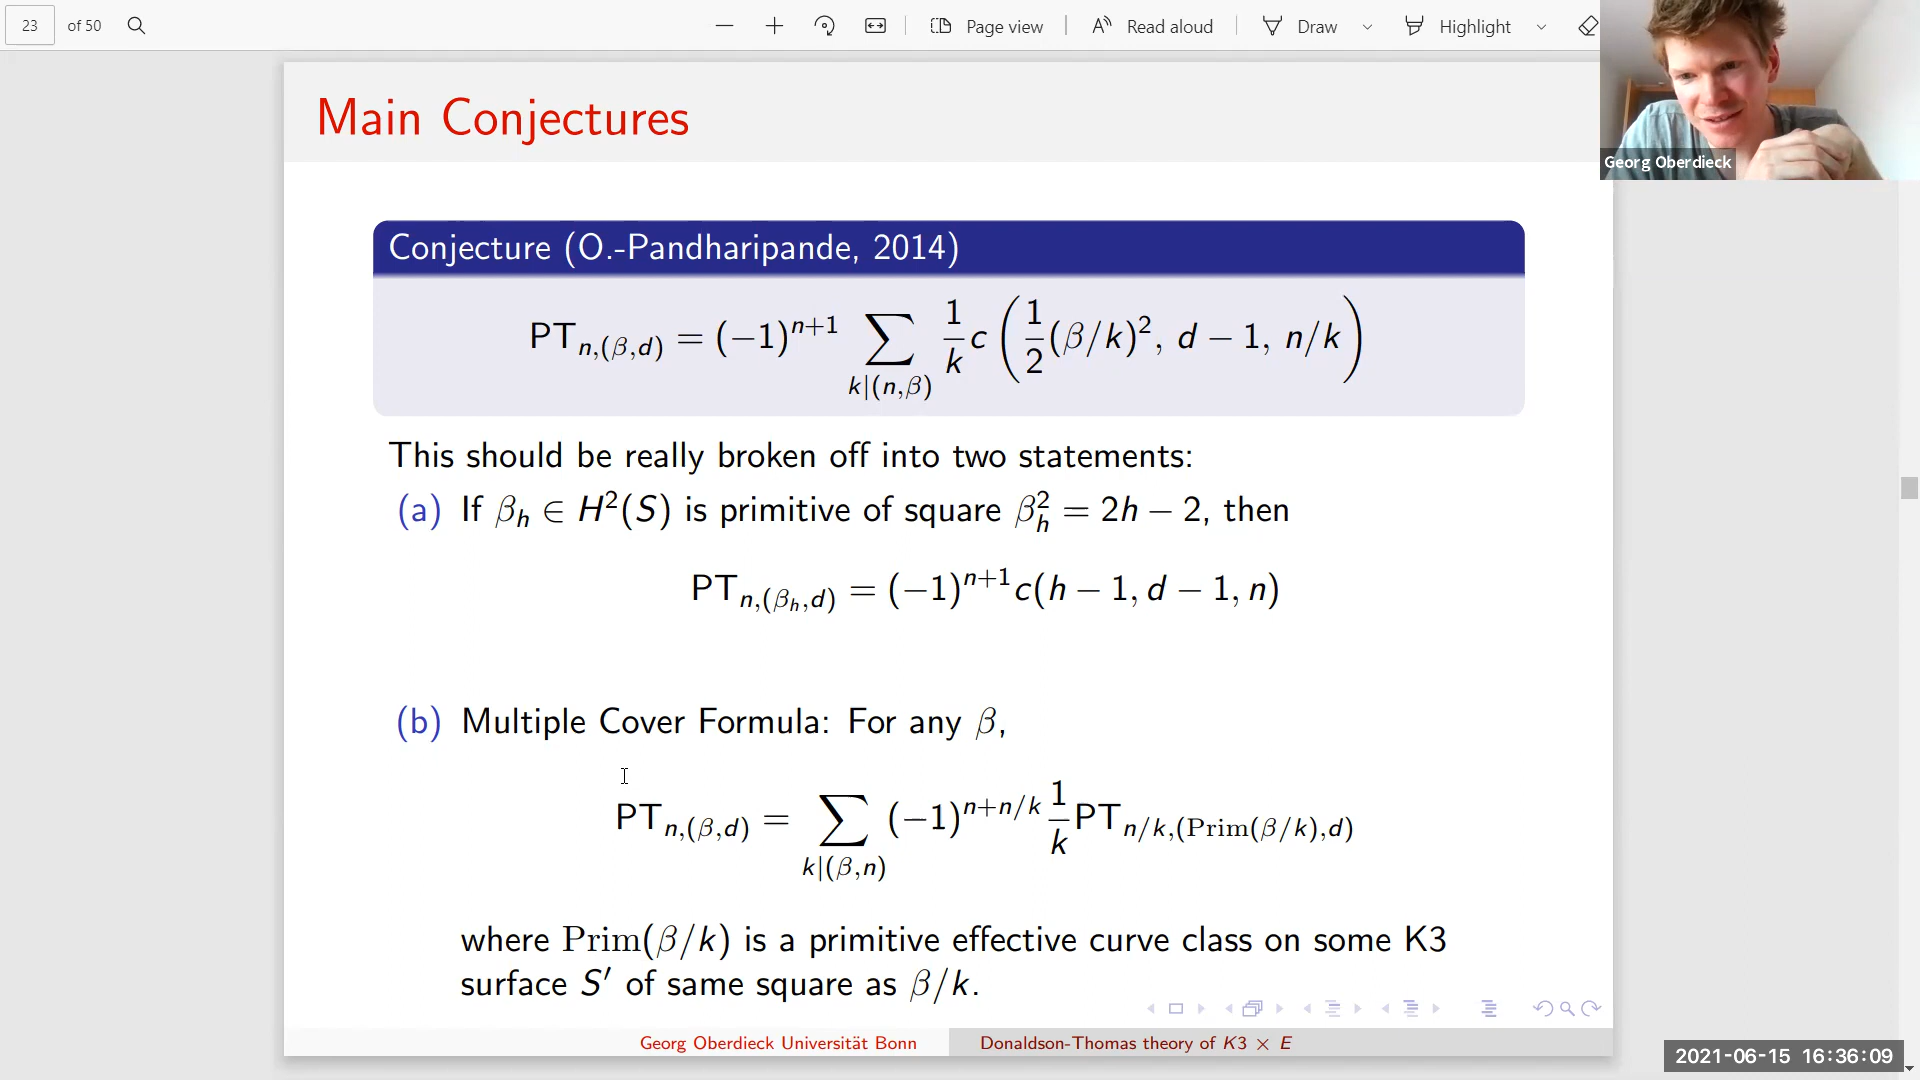 23 of 50 Page view Read aloud Draw Highlight
Georg Oberdieck
Main Conjectures
Conjecture (O.-Pandharipande, 2014)
PT_{n,(β,d)} = (−1)^{n+1} ∑_{k|(n,β)} \frac{1}{k} c ( \frac{1}{2} (β/k)^2, d − 1, n/k )
This should be really broken off into two statements:
(a) If β_h ∈ H^2(S) is primitive of square β_h^2 = 2h − 2, then
PT_{n,(β_h,d)} = (−1)^{n+1} c(h − 1, d − 1, n)
(b) Multiple Cover Formula: For any β,
PT_{n,(β,d)} = ∑_{k|(β,n)} (−1)^{n+n/k} \frac{1}{k} PT_{n/k,(Prim(β/k),d)}
where Prim(β/k) is a primitive effective curve class on some K3
surface S′ of same square as β/k.
Georg Oberdieck Universität Bonn Donaldson-Thomas theory of K3 × E
2021-06-15 16:36:09